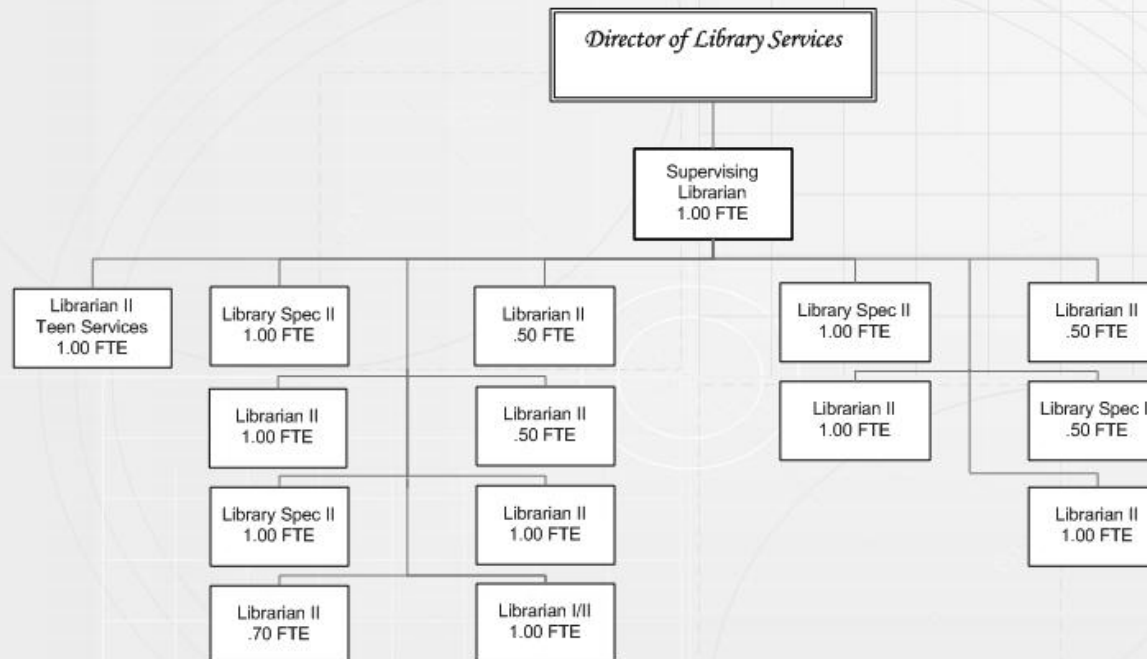 Director of Library Services
Supervising
Librarian
1.00 FTE
Librarian II
Teen Services
1.00 FTE
Library Spec II
1.00 FTE
Librarian II
.50 FTE
Library Spec II
1.00 FTE
Librarian II
.50 FTE
Librarian II
1.00 FTE
Librarian II
.50 FTE
Librarian II
1.00 FTE
Library Spec
.50 FTE
Library Spec II
1.00 FTE
Librarian II
1.00 FTE
Librarian II
1.00 FTE
Librarian II
.70 FTE
Librarian I/II
1.00 FTE